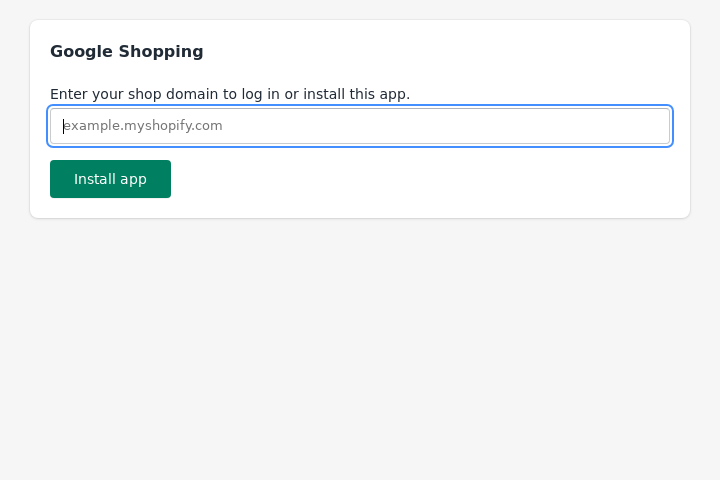 Google Shopping
Enter your shop domain to log in or install this app.
example.myshopify.com
Install app